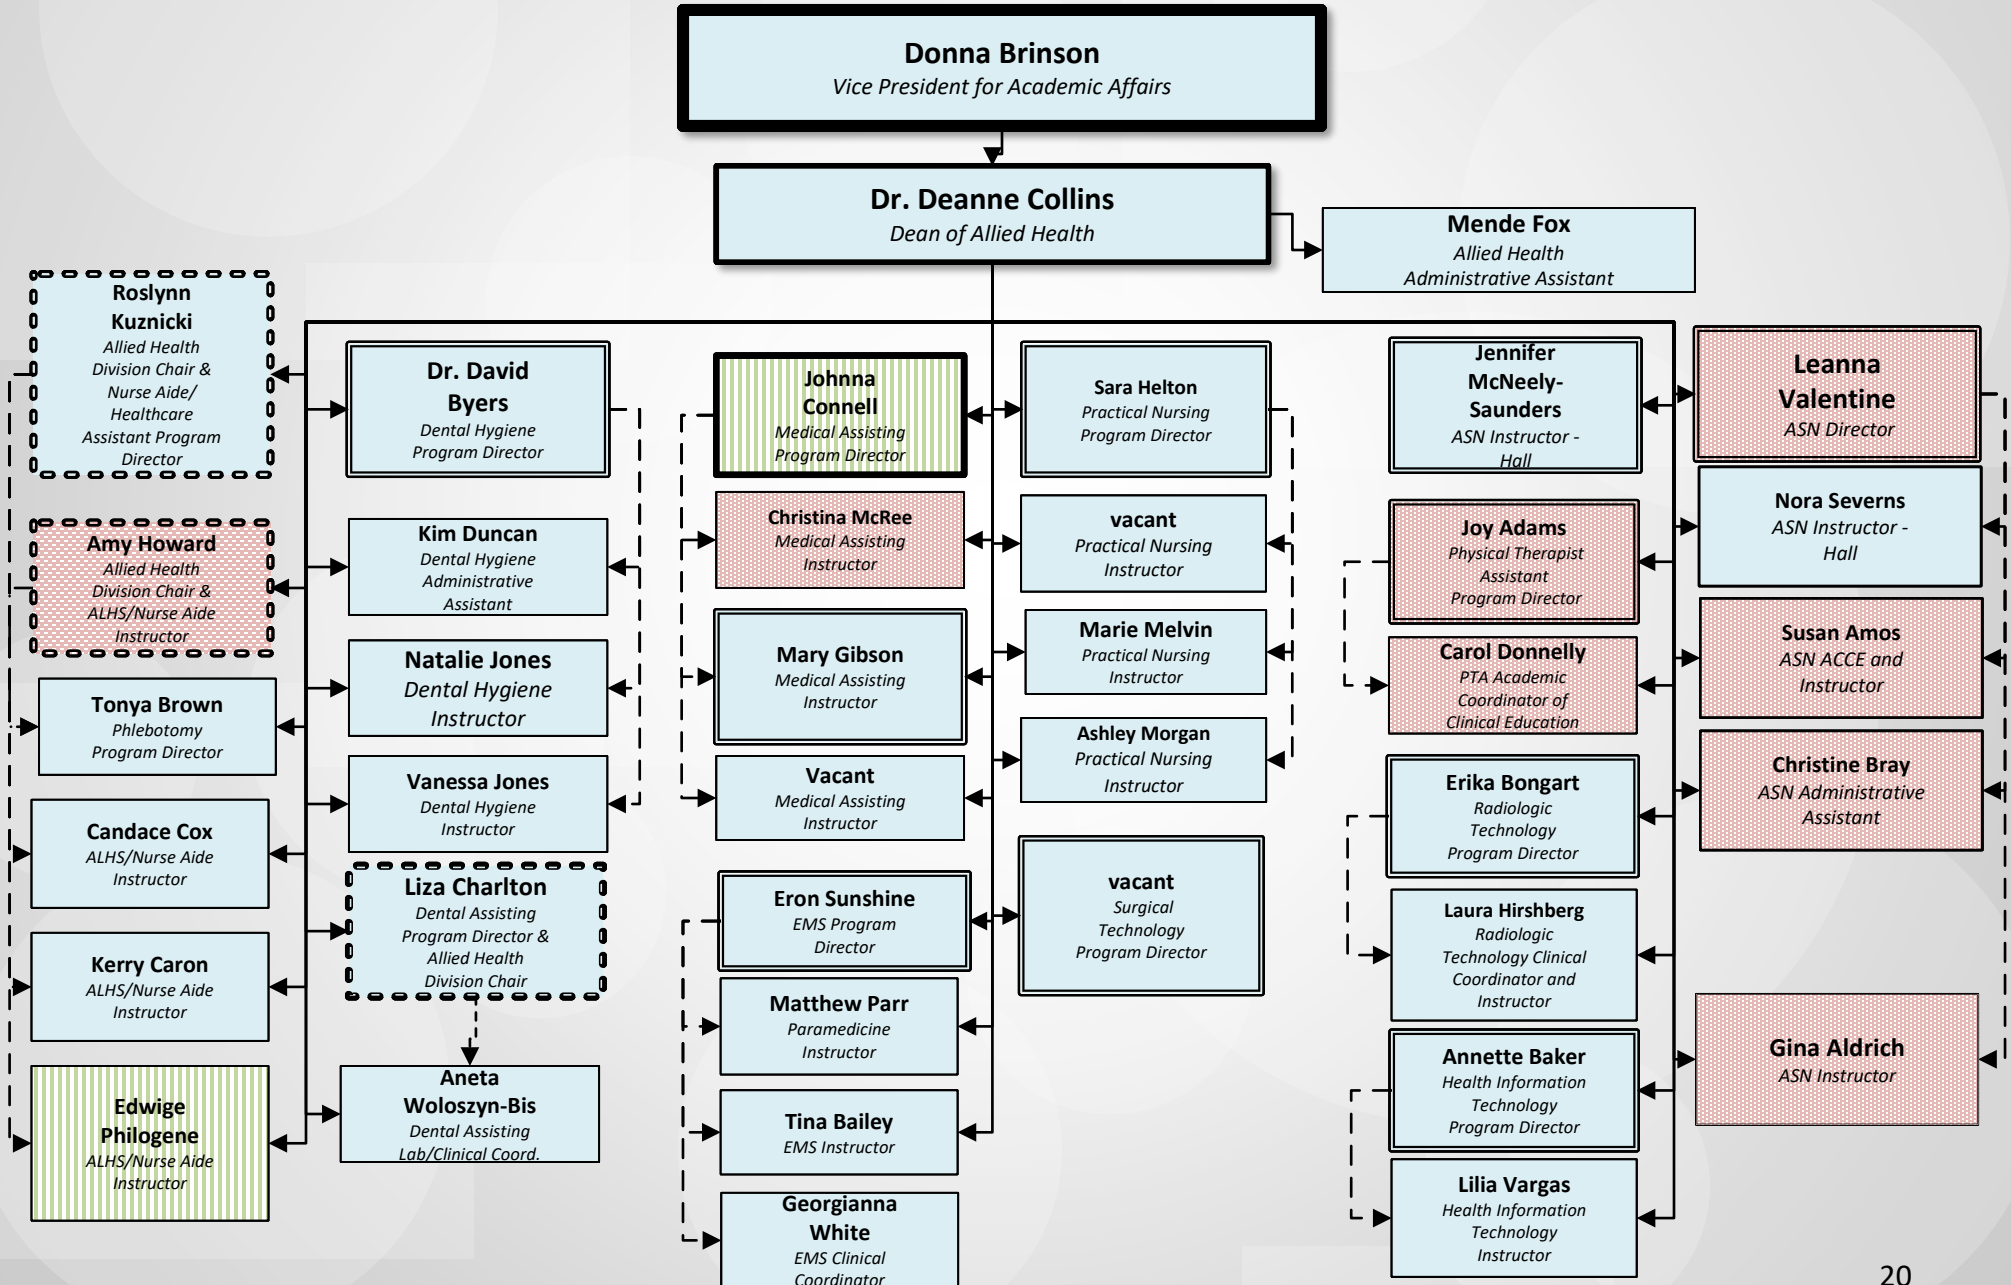 Donna Brinson
Vice President for Academic Affairs
Dr. Deanne Collins
Dean of Allied Health
Mende Fox
Allied Health
Administrative Assistant
Roslynn
Kuznicki
Allied Health
Division Chair &
Nurse Aide/
Healthcare
Assistant Program
Director
Amy Howard
Allied Health
Division Chair &
ALHS/Nurse Aide
Instructor
Tonya Brown
Phlebotomy
Program Director
Candace Cox
ALHS/Nurse Aide
Instructor
Kerry Caron
ALHS/Nurse Aide
Instructor
Edwige
Philogene
ALHS/Nurse Aide
Instructor
Dr. David
Byers
Dental Hygiene
Program Director
Kim Duncan
Dental Hygiene
Administrative
Assistant
Natalie Jones
Dental Hygiene
Instructor
Vanessa Jones
Dental Hygiene
Instructor
Liza Charlton
Dental Assisting
Program Director &
Allied Health
Division Chair
Aneta
Woloszyn-Bis
Dental Assisting
Lab/Clinical Coord.
Johnna
Connell
Medical Assisting
Program Director
Christina McRee
Medical Assisting
Instructor
Mary Gibson
Medical Assisting
Instructor
Vacant
Medical Assisting
Instructor
Eron Sunshine
EMS Program
Director
Matthew Parr
Paramedicine
Instructor
Tina Bailey
EMS Instructor
Georgianna
White
EMS Clinical
Coordinator
Sara Helton
Practical Nursing
Program Director
vacant
Practical Nursing
Instructor
Marie Melvin
Practical Nursing
Instructor
Ashley Morgan
Practical Nursing
Instructor
vacant
Surgical
Technology
Program Director
Jennifer
McNeely-
Saunders
ASN Instructor -
Hall
Joy Adams
Physical Therapist
Assistant
Program Director
Carol Donnelly
PTA Academic
Coordinator of
Clinical Education
Erika Bongart
Radiologic
Technology
Program Director
Laura Hirshberg
Radiologic
Technology Clinical
Coordinator and
Instructor
Annette Baker
Health Information
Technology
Program Director
Lilia Vargas
Health Information
Technology
Instructor
Leanna
Valentine
ASN Director
Nora Severns
ASN Instructor -
Hall
Susan Amos
ASN ACCE and
Instructor
Christine Bray
ASN Administrative
Assistant
Gina Aldrich
ASN Instructor
20